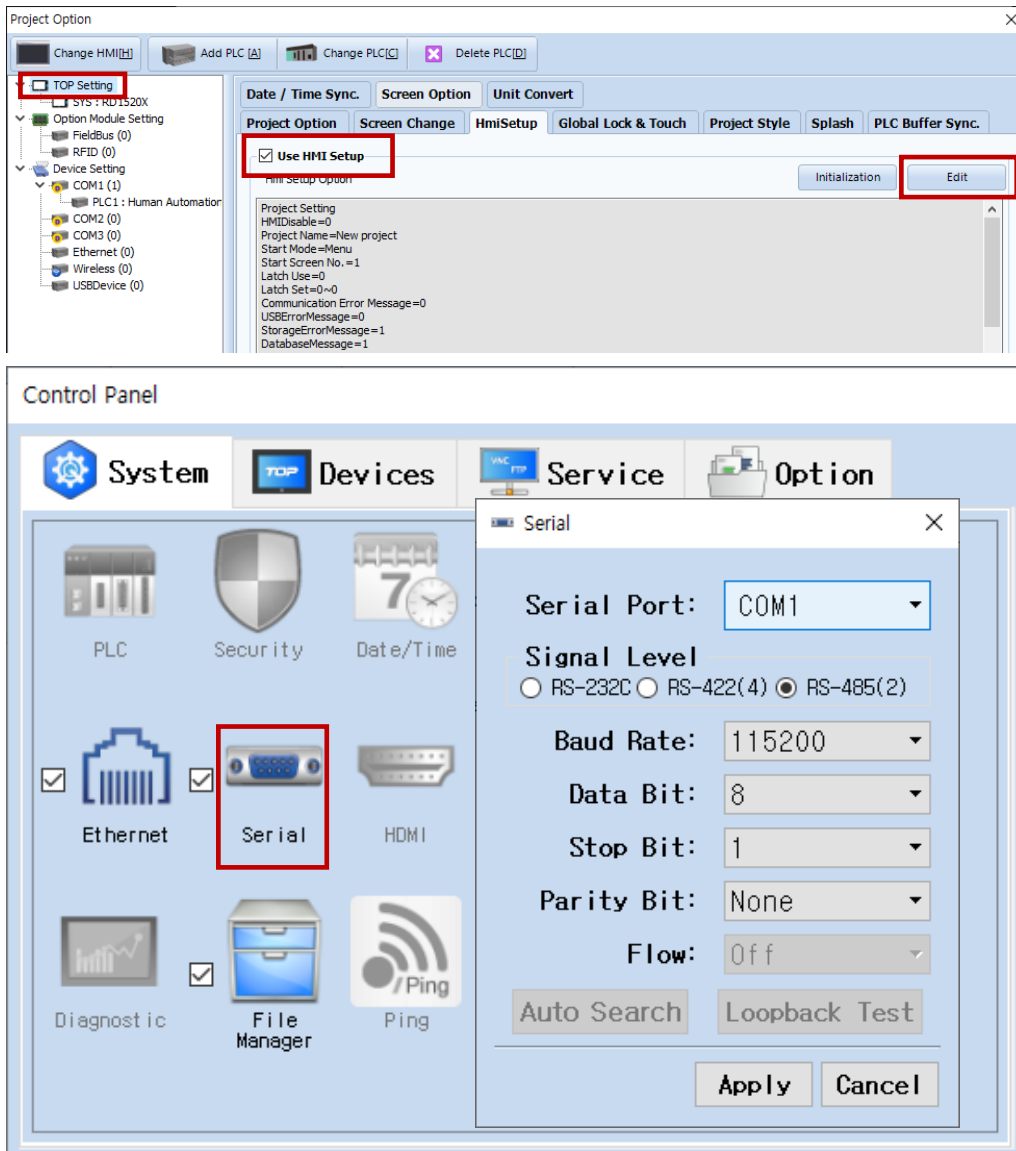 Project Option
Change HMI[H] Add PLC [A] Change PLC[C] Delete PLC[D]
TOP Setting
SYS : RD1520X
Option Module Setting
FieldBus (0)
RFID (0)
Device Setting
COM1 (1)
PLC1 : Human Automation
COM2 (0)
COM3 (0)
Ethernet (0)
Wireless (0)
USBDevice (0)
Date / Time Sync. Screen Option Unit Convert
Project Option Screen Change HmiSetup Global Lock & Touch Project Style Splash PLC Buffer Sync.
Use HMI Setup
Hmi Setup Option
Initialization Edit
Project Setting
HMIDisable=0
Project Name=New project
Start Mode=Menu
Start Screen No.=1
Latch Use=0
Latch Set=0~0
Communication Error Message=0
USBErrorMessage=0
StorageErrorMessage=1
DatabaseMessage=1
Control Panel
System TOP Devices VNC FTP Service Option
PLC Security 7 Date/Time
Ethernet Serial HDMI
Diagnostic File Manager /Ping Ping
Serial
Serial Port: COM1
Signal Level
RS-232C RS-422(4) RS-485(2)
Baud Rate: 115200
Data Bit: 8
Stop Bit: 1
Parity Bit: None
Flow: Off
Auto Search Loopback Test
Apply Cancel